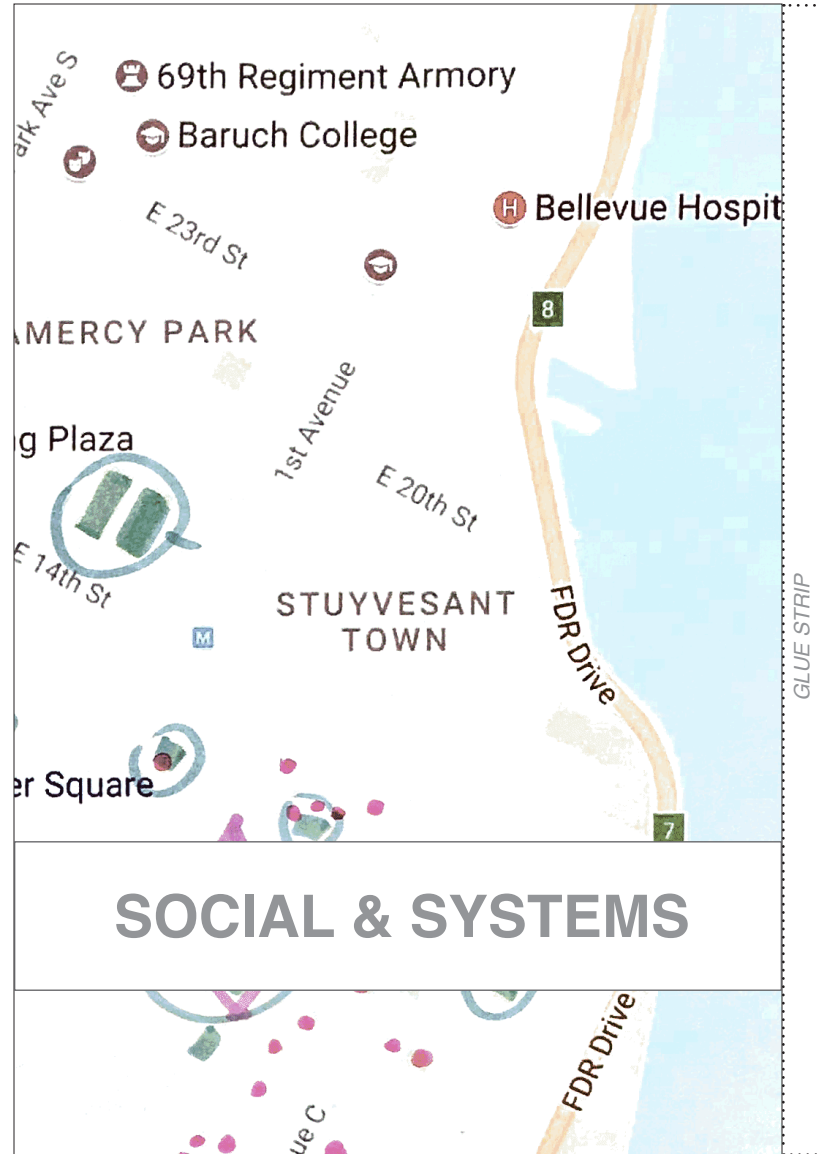 69th Regiment Armory
ark Ave S
Baruch College
H Bellevue Hospit
E 23rd St
8
AMERCY PARK
1st Avenue
g Plaza
E 20th St
E 14th St
STUYVESANT
TOWN
M
FDR Drive
GLUE STRIP
er Square
7
SOCIAL & SYSTEMS
FDR Drive
ue C